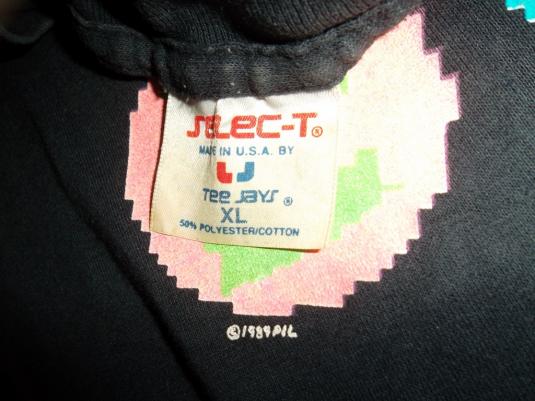 SELEC-T®
MADE IN U.S.A. BY
TEE JAYS ®
XL
50% POLYESTER/COTTON
©1989 PIL